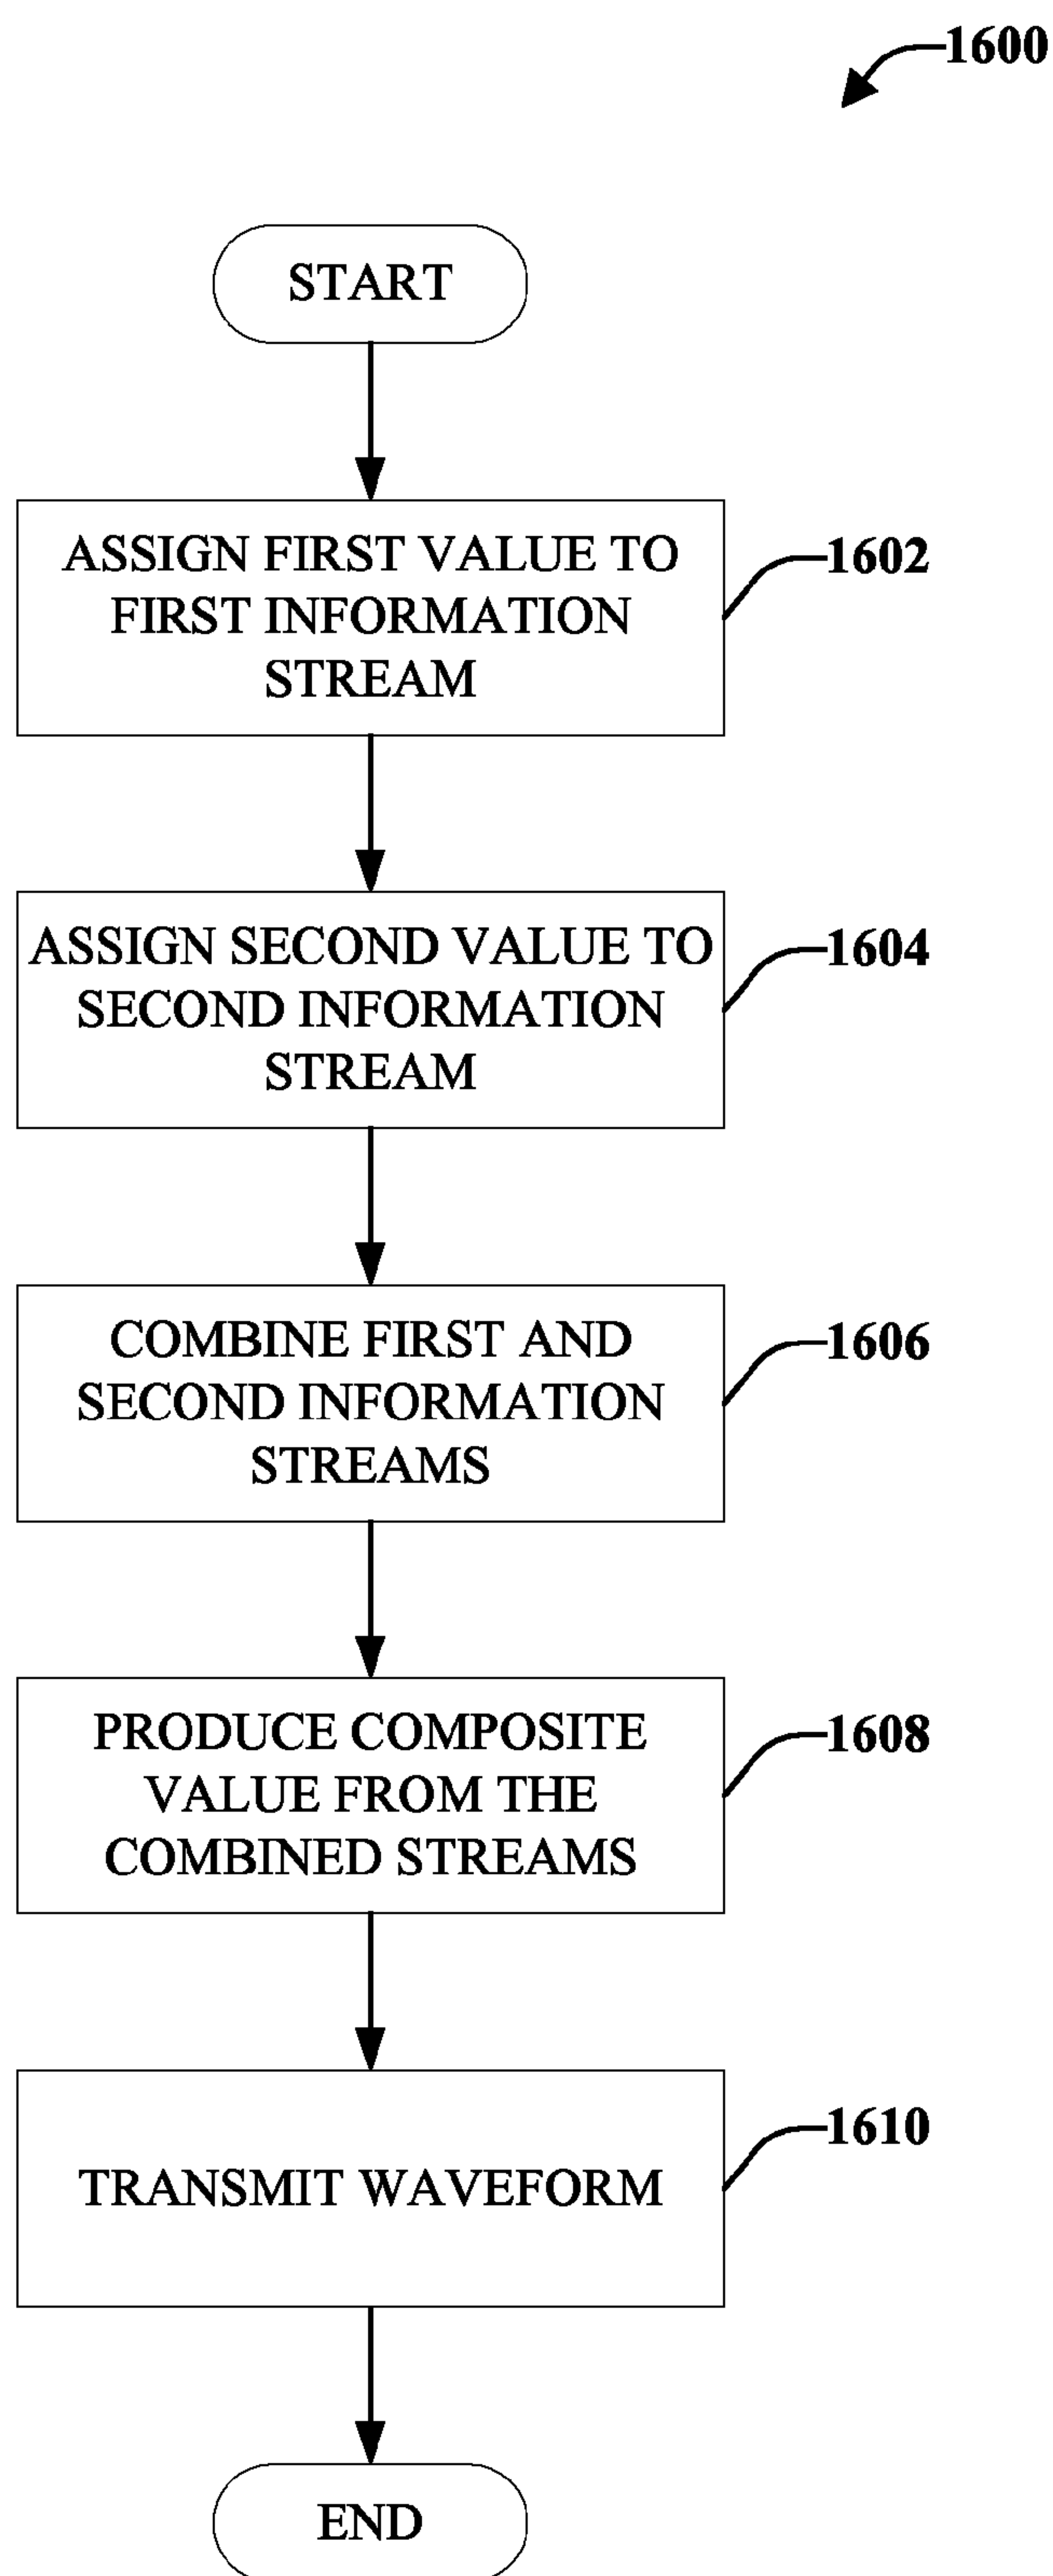 1600
START
ASSIGN FIRST VALUE TO
FIRST INFORMATION
STREAM
1602
ASSIGN SECOND VALUE TO
SECOND INFORMATION
STREAM
1604
COMBINE FIRST AND
SECOND INFORMATION
STREAMS
1606
PRODUCE COMPOSITE
VALUE FROM THE
COMBINED STREAMS
1608
TRANSMIT WAVEFORM
1610
END